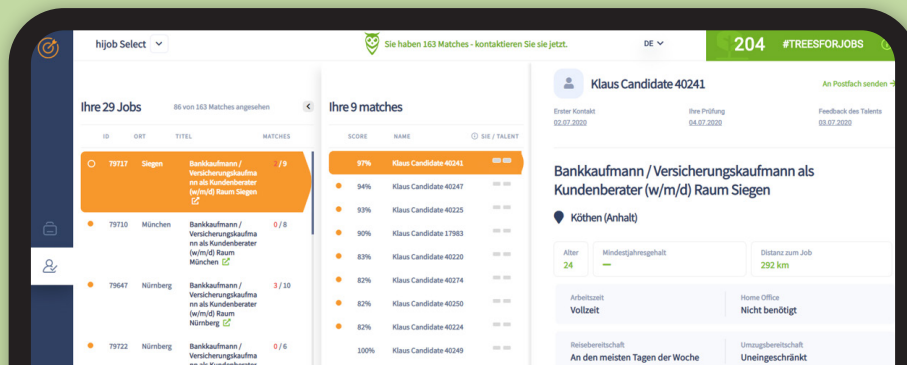 hijob Select
Sie haben 163 Matches - kontaktieren Sie sie jetzt.
DE
204 #TREESFORJOBS
Ihre 29 Jobs
86 von 163 Matches angesehen
ID ORT TITEL MATCHES
79717 Siegen Bankkaufmann / /9
Versicherungskaufma
nn als Kundenberater
(w/m/d) Raum Siegen
79710 München Bankkaufmann / 0/8
Versicherungskaufma
nn als Kundenberater
(w/m/d) Raum
München
79647 Nürnberg Bankkaufmann / 3/10
Versicherungskaufma
nn als Kundenberater
(w/m/d) Raum
Nürnberg
79722 Nürnberg Bankkaufmann / 0/6
Versicherungskaufma
nn als Kundenberater
Ihre 9 matches
SCORE NAME SIE / TALENT
97% Klaus Candidate 40241
94% Klaus Candidate 40247
93% Klaus Candidate 40225
90% Klaus Candidate 17983
83% Klaus Candidate 40220
82% Klaus Candidate 40274
82% Klaus Candidate 40250
82% Klaus Candidate 40224
100% Klaus Candidate 40249
Klaus Candidate 40241
An Postfach senden
Erster Kontakt Ihre Prüfung Feedback des Talents
02.07.2020 04.07.2020 03.07.2020
Bankkaufmann / Versicherungskaufmann als
Kundenberater (w/m/d) Raum Siegen
Köthen (Anhalt)
Alter Mindestjahresgehalt Distanz zum Job
24 — 292 km
Arbeitszeit Home Office
Vollzeit Nicht benötigt
Reisebereitschaft Umzugsbereitschaft
An den meisten Tagen der Woche Uneingeschränkt